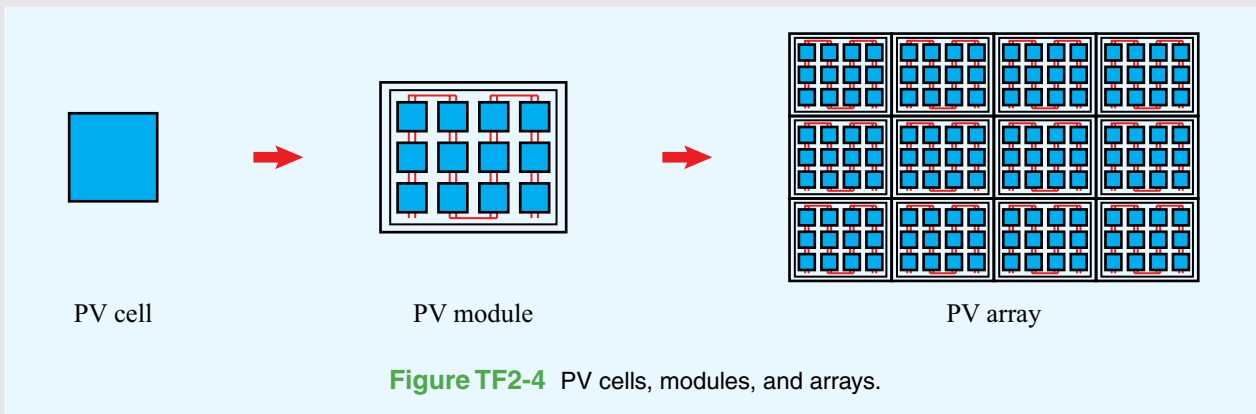 PV cell
PV module
PV array
Figure TF2-4 PV cells, modules, and arrays.